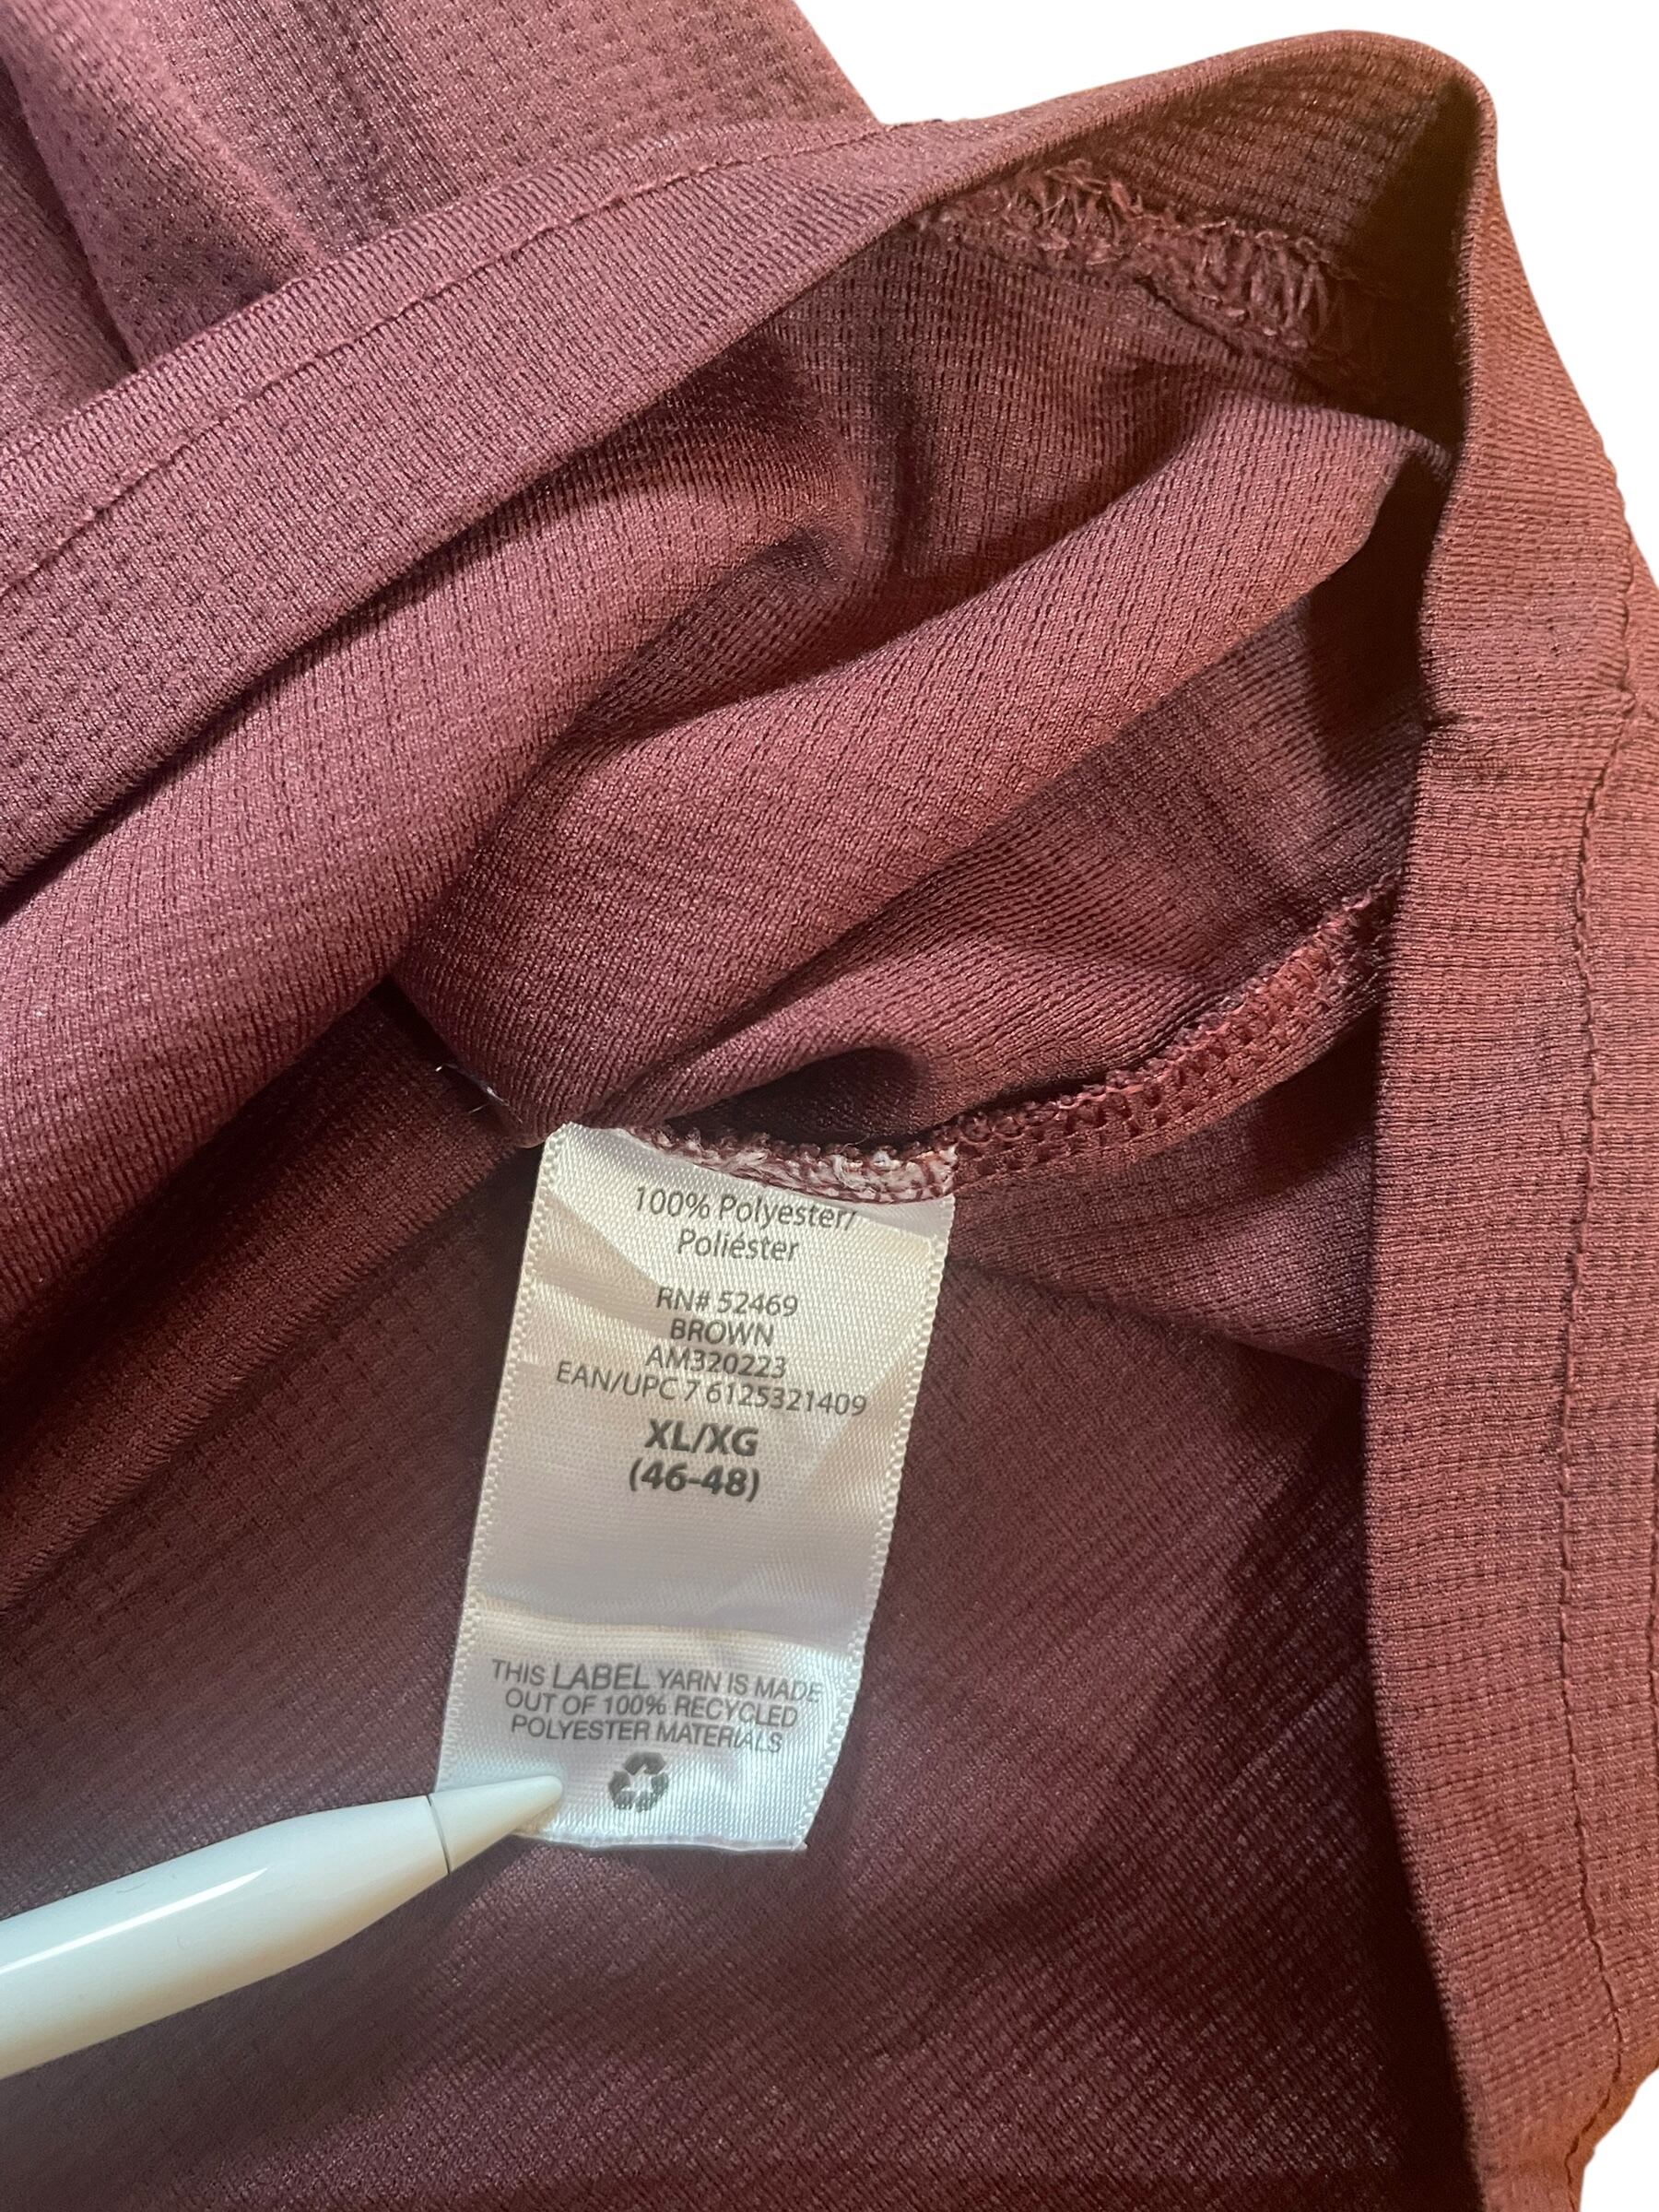 100% Polyester/
Poliéster
RN# 52469
BROWN
AM320223
EAN/UPC 7 6125321409
XL/XG
(46-48)
THIS LABEL YARN IS MADE
OUT OF 100% RECYCLED
POLYESTER MATERIALS